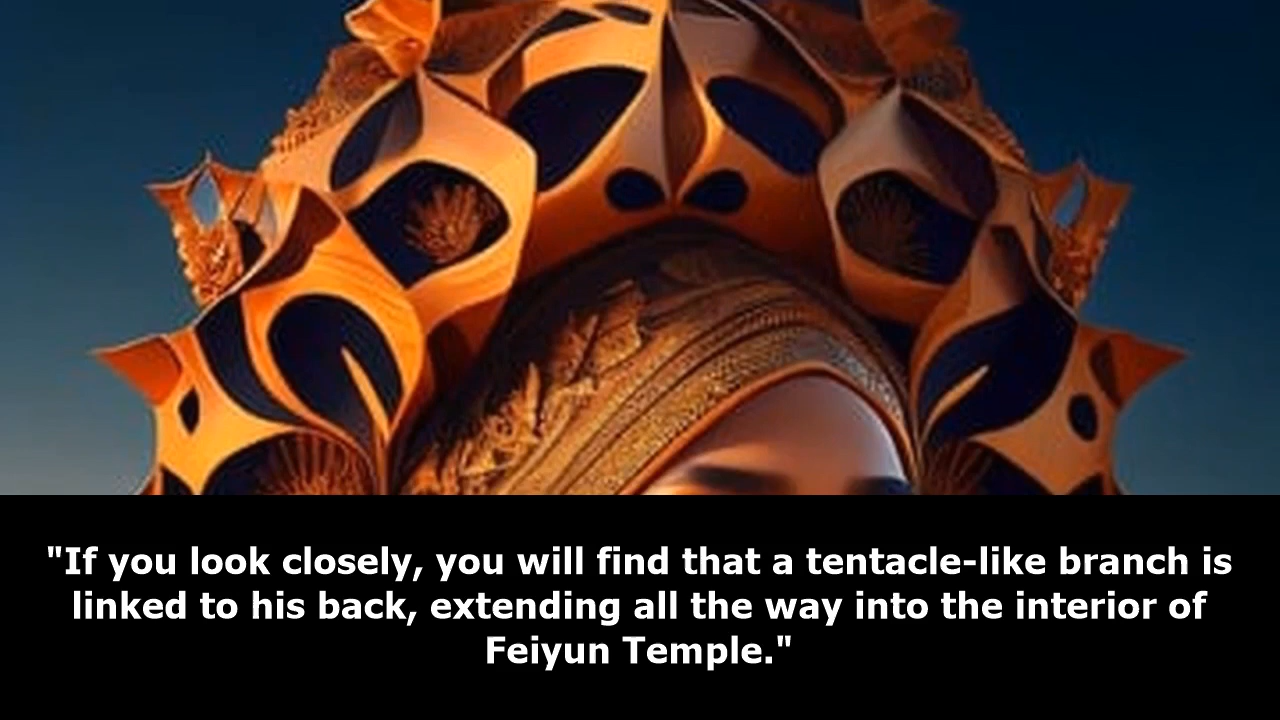 "If you look closely, you will find that a tentacle-like branch is
linked to his back, extending all the way into the interior of
Feiyun Temple."